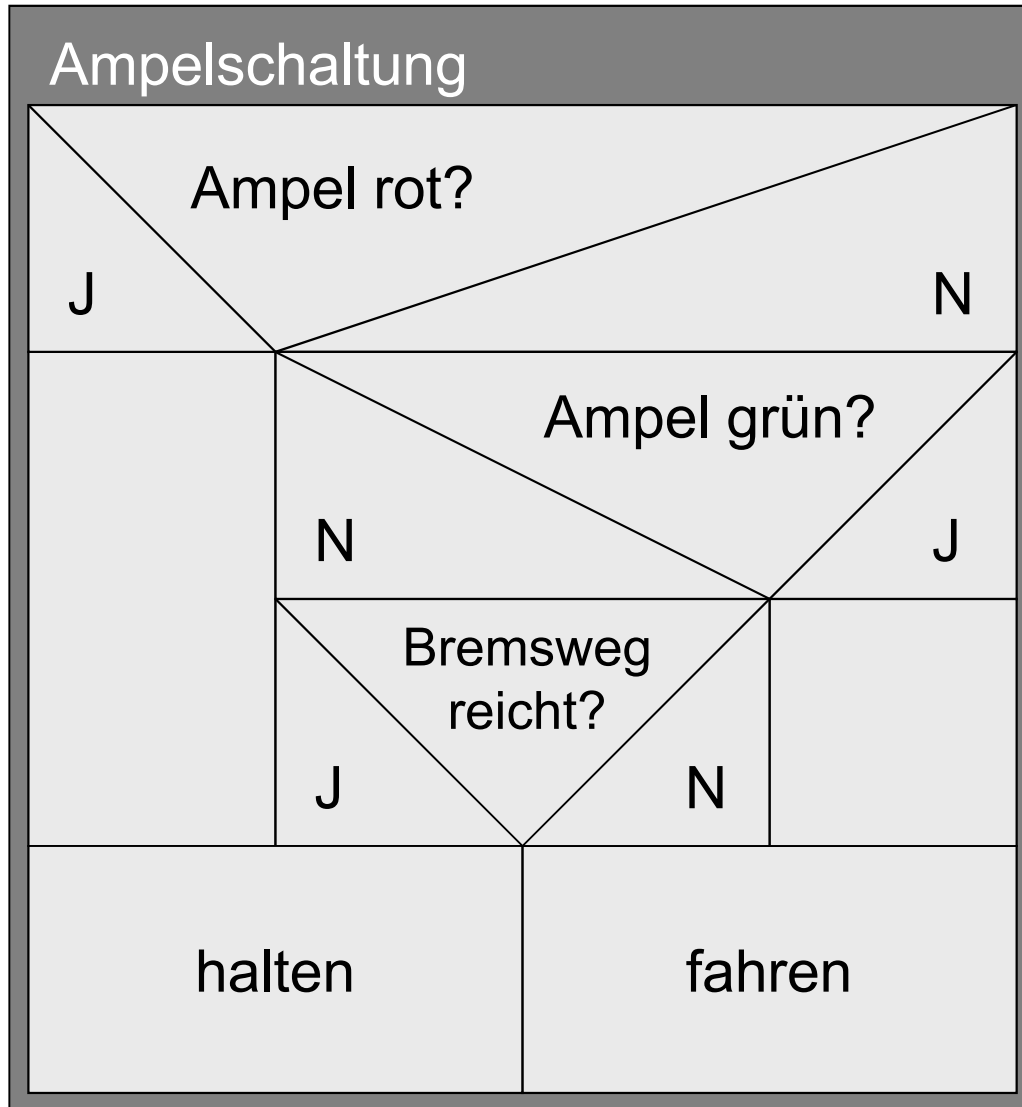 Ampelschaltung
Ampel rot?
J
N
Ampel grün?
N
J
Bremsweg
reicht?
J
N
halten
fahren